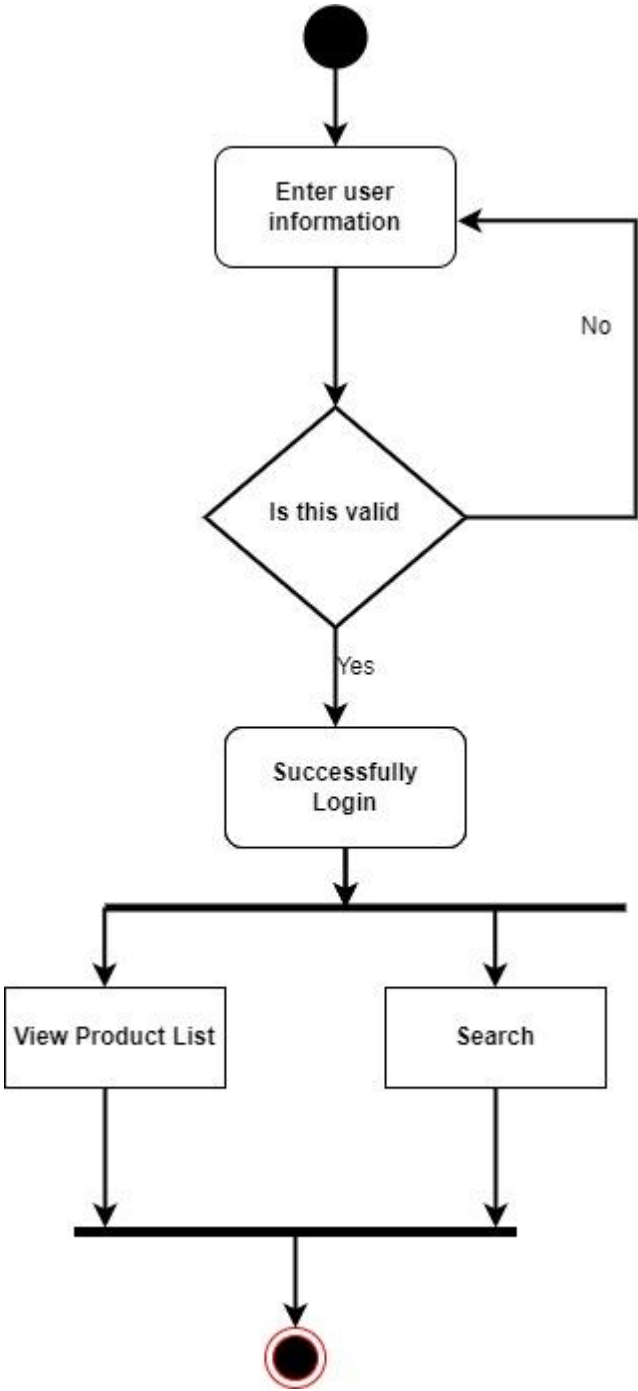 Enter user
information
No
Is this valid
Yes
Successfully
Login
View Product List
Search